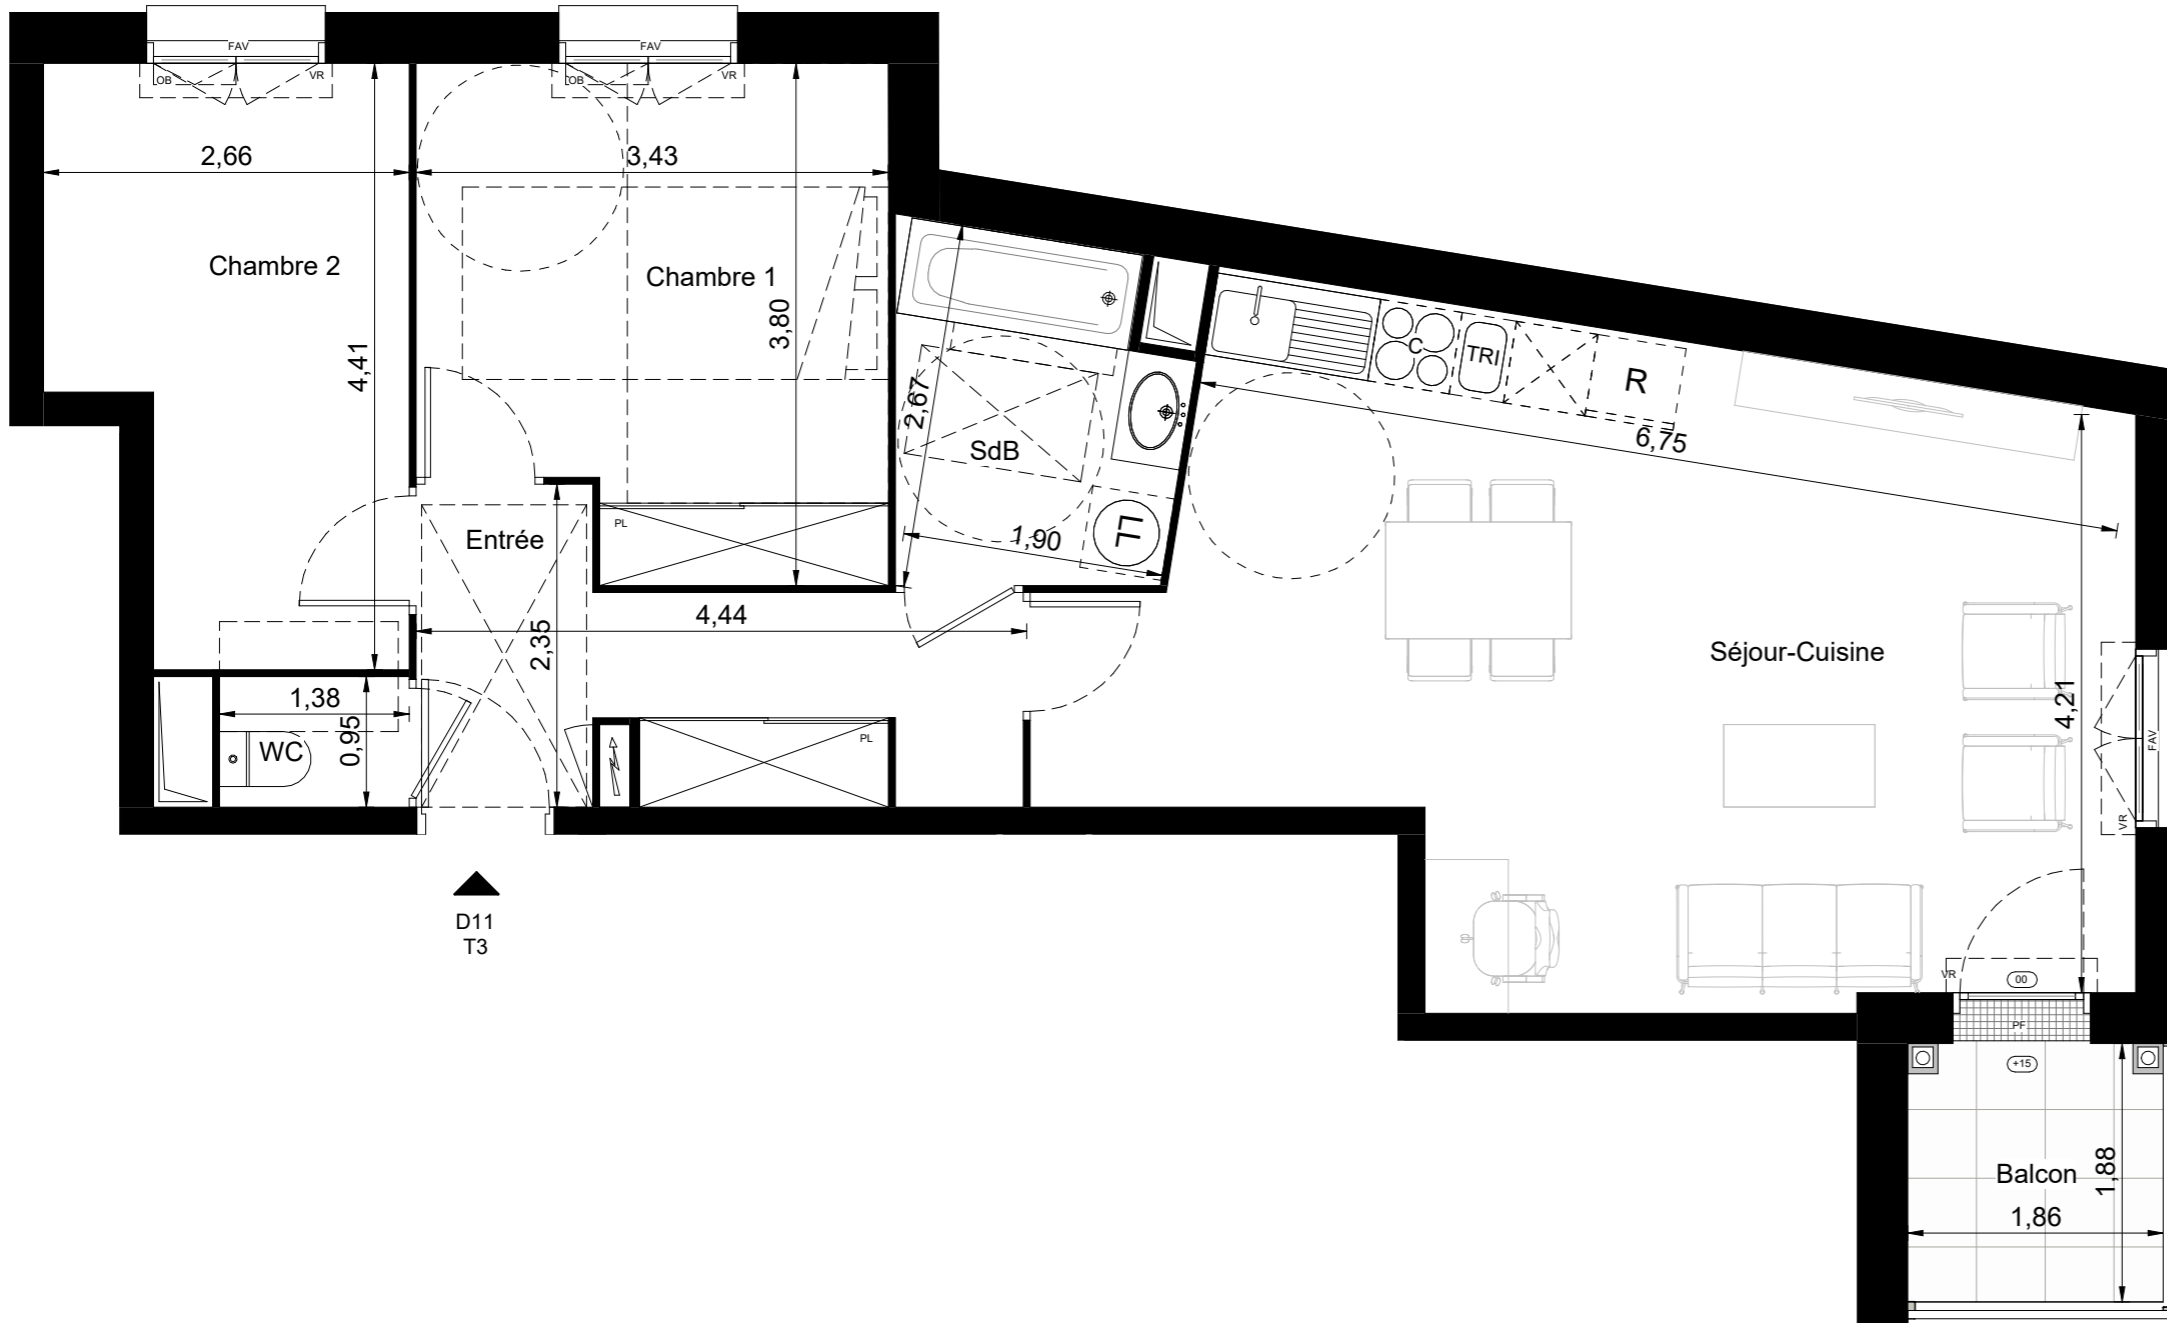 FAV
FAV
OB
VR
OB
VR
2,66
3,43
Chambre 2
Chambre 1
3,80
4,41
2,67
C
TRI
R
6,75
SdB
PL
Entrée
1,90
LL
4,44
2,35
Séjour-Cuisine
4,21
1,38
0,95
WC
PL
FAV
VR
D11
T3
VR
00
PF
+15
Balcon
1,88
1,86